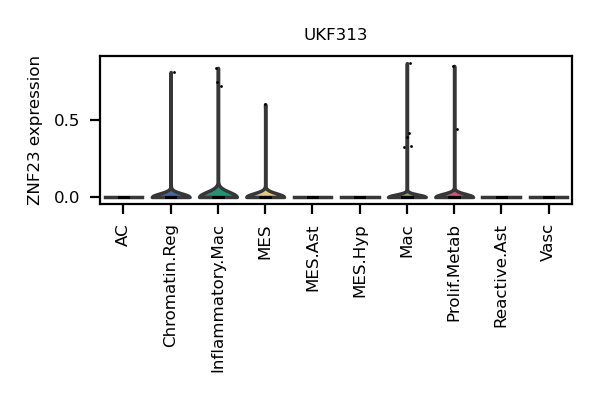 UKF313
ZNF23 expression
0.5
0.0
AC
Chromatin.Reg
Inflammatory.Mac
MES
MES.Ast
MES.Hyp
Mac
Prolif.Metab
Reactive.Ast
Vasc